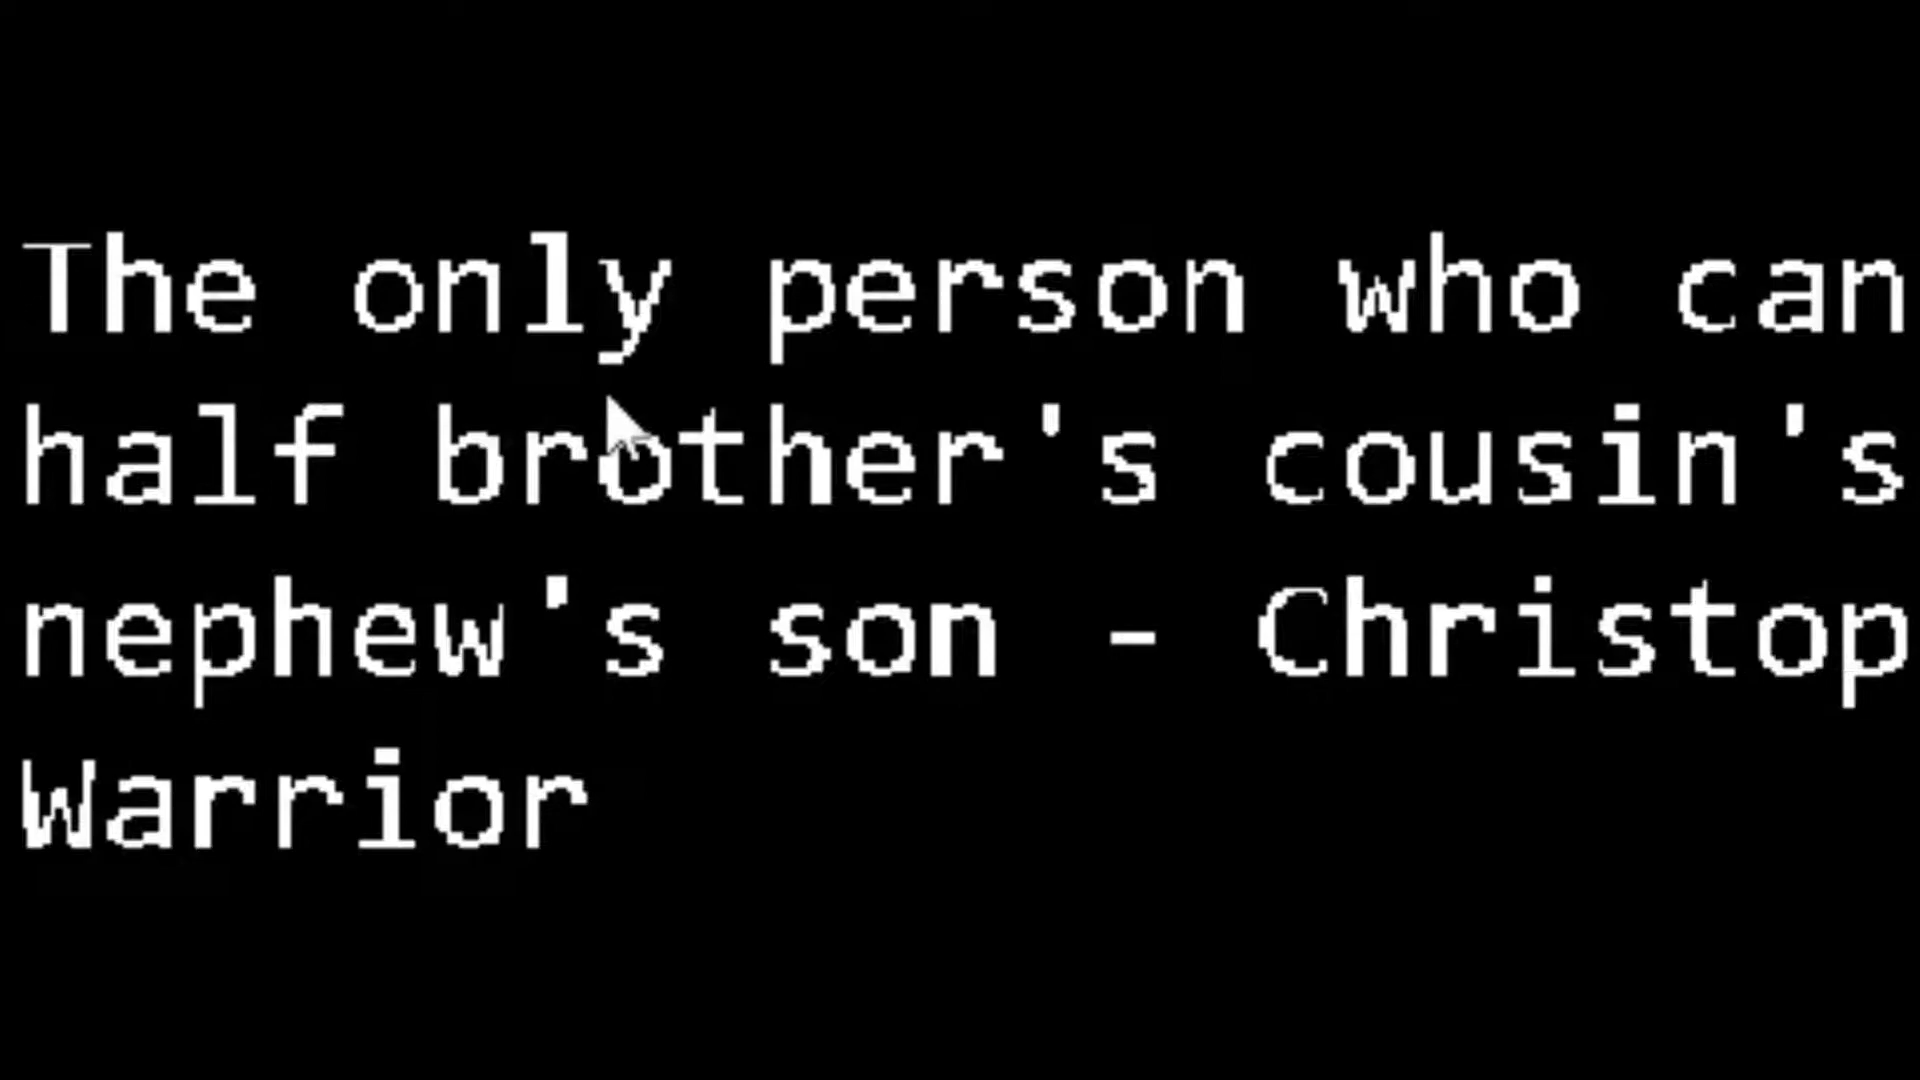 The only person who can
half brother's cousin's
nephew's son - Christop
Warrior